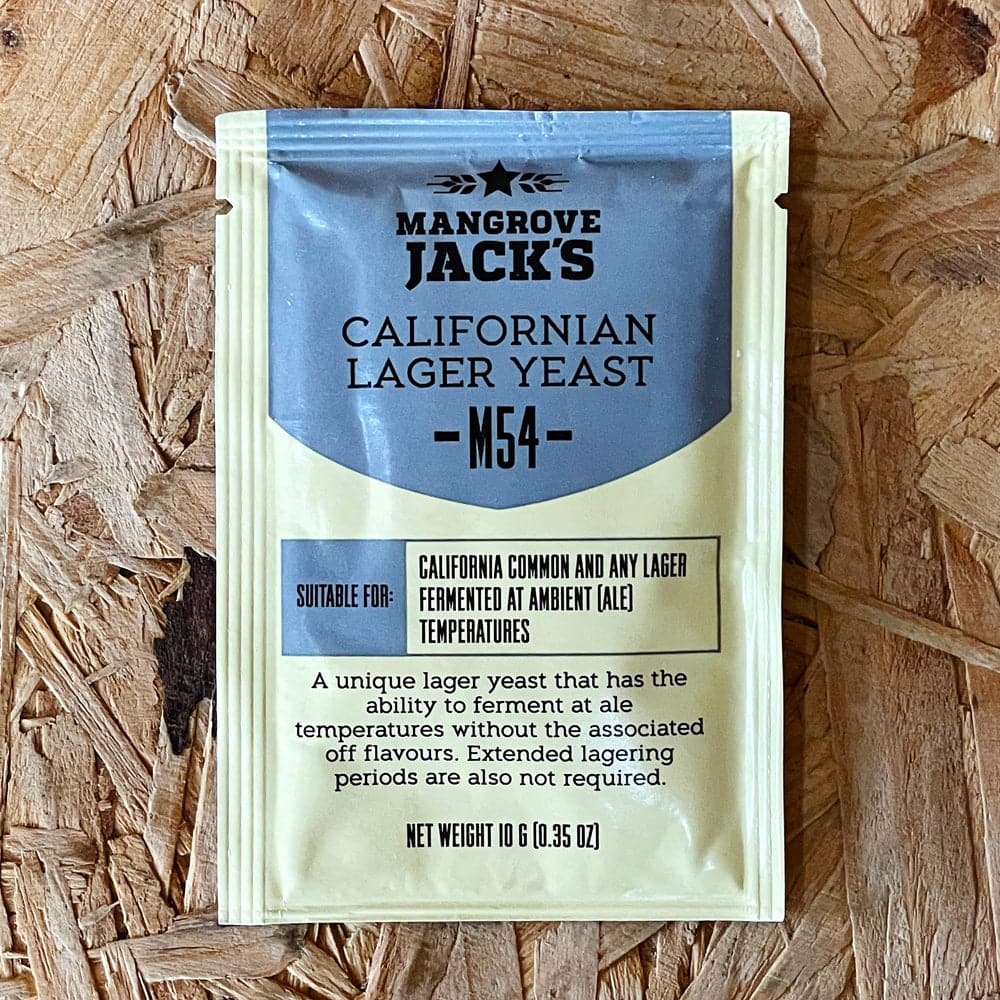 MANGROVE
JACK'S
CALIFORNIAN
LAGER YEAST
-M54-
SUITABLE FOR:
CALIFORNIA COMMON AND ANY LAGER
FERMENTED AT AMBIENT (ALE)
TEMPERATURES
A unique lager yeast that has the
ability to ferment at ale
temperatures without the associated
off flavours. Extended lagering
periods are also not required.
NET WEIGHT 10 G (0.35 OZ)